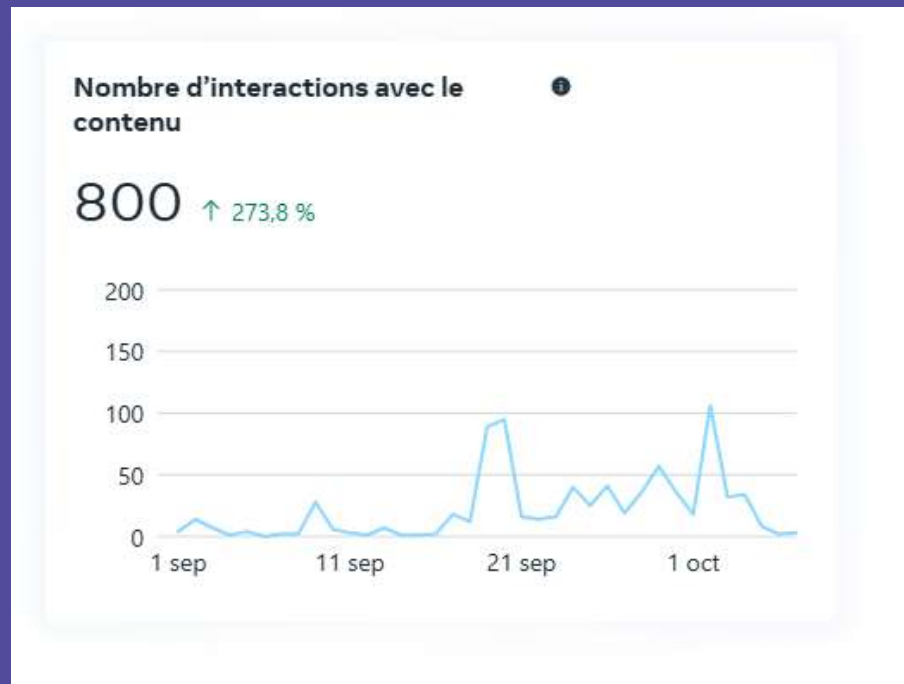 Nombre d’interactions avec le
contenu
800 ↑ 273,8 %
200
150
100
50
0
1 sep 11 sep 21 sep 1 oct